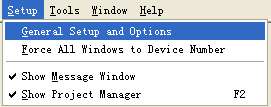 Setup Tools Window Help
General Setup and Options
Force All Windows to Device Number
Show Message Window
Show Project Manager F2